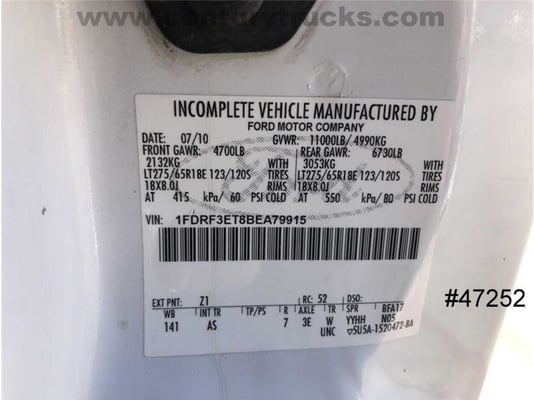 www.centurytrucks.com
INCOMPLETE VEHICLE MANUFACTURED BY
FORD MOTOR COMPANY
DATE: 07/10 GVWR: 11000LB/ 4990KG
FRONT GAWR: 4700LB REAR GAWR: 6730LB
2132KG WITH 3053KG WITH
LT275/65R18E 123/120S TIRES LT275/65R18E 123/120S TIRES
18X8.0J RIMS 18X8.0J RIMS
AT 415 kPa/ 60 PSI COLD AT 550 kPa/ 80 PSI COLD
VIN: 1FDRF3ET8BEA79915
#47252
EXT PNT: Z1 RC: 52 DSO:
WB INT TR TP/PS R AXLE TR SPR BFA17
141 AS 7 3E W YYHH N05
UNC 5USA-1520472-BA